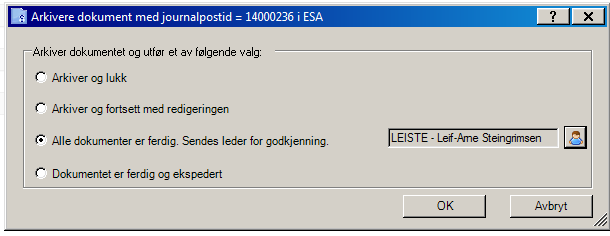 Arkivere dokument med journalpostid = 14000236 i ESA
Arkiver dokumentet og utfør et av følgende valg:
Arkiver og lukk
Arkiver og fortsett med redigeringen
Alle dokumenter er ferdig. Sendes leder for godkjenning.
LEISTE - Leif-Arne Steingrimsen
Dokumentet er ferdig og ekspedert
OK
Avbryt